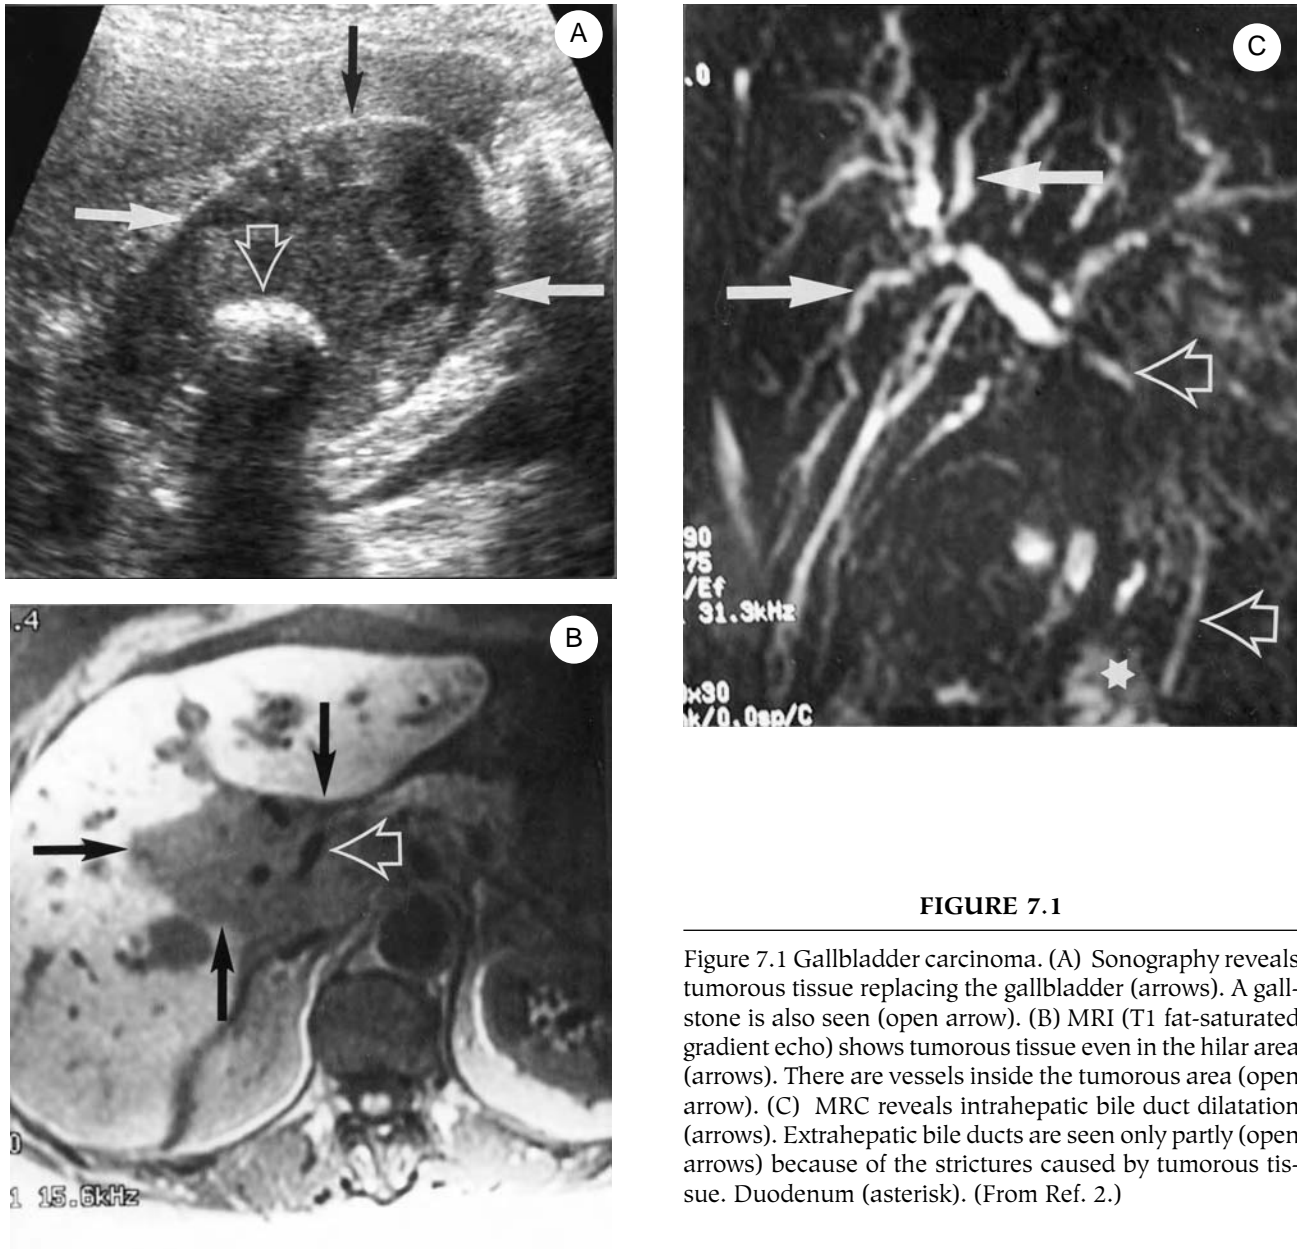 A
C
.0
90
75
/Ef
31.3kHz
0x30
nk/0.0sp/C
B
.4
0
1 15.6kHz
FIGURE 7.1
Figure 7.1 Gallbladder carcinoma. (A) Sonography reveals
tumorous tissue replacing the gallbladder (arrows). A gall-
stone is also seen (open arrow). (B) MRI (T1 fat-saturated
gradient echo) shows tumorous tissue even in the hilar area
(arrows). There are vessels inside the tumorous area (open
arrow). (C) MRC reveals intrahepatic bile duct dilatation
(arrows). Extrahepatic bile ducts are seen only partly (open
arrows) because of the strictures caused by tumorous tis-
sue. Duodenum (asterisk). (From Ref. 2.)